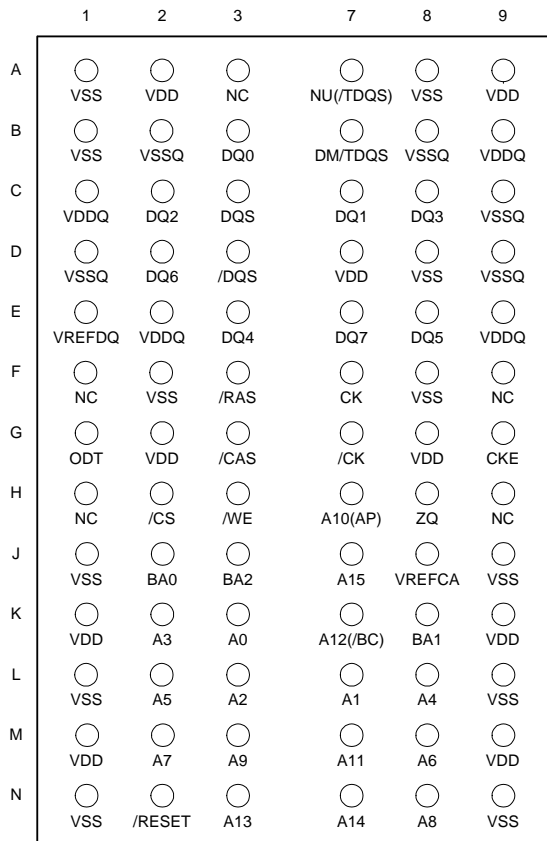 1 2 3 7 8 9
A
VSS VDD NC NU(/TDQS) VSS VDD
B
VSS VSSQ DQ0 DM/TDQS VSSQ VDDQ
C
VDDQ DQ2 DQS DQ1 DQ3 VSSQ
D
VSSQ DQ6 /DQS VDD VSS VSSQ
E
VREFDQ VDDQ DQ4 DQ7 DQ5 VDDQ
F
NC VSS /RAS CK VSS NC
G
ODT VDD /CAS /CK VDD CKE
H
NC /CS /WE A10(AP) ZQ NC
J
VSS BA0 BA2 A15 VREFCA VSS
K
VDD A3 A0 A12(/BC) BA1 VDD
L
VSS A5 A2 A1 A4 VSS
M
VDD A7 A9 A11 A6 VDD
N
VSS /RESET A13 A14 A8 VSS